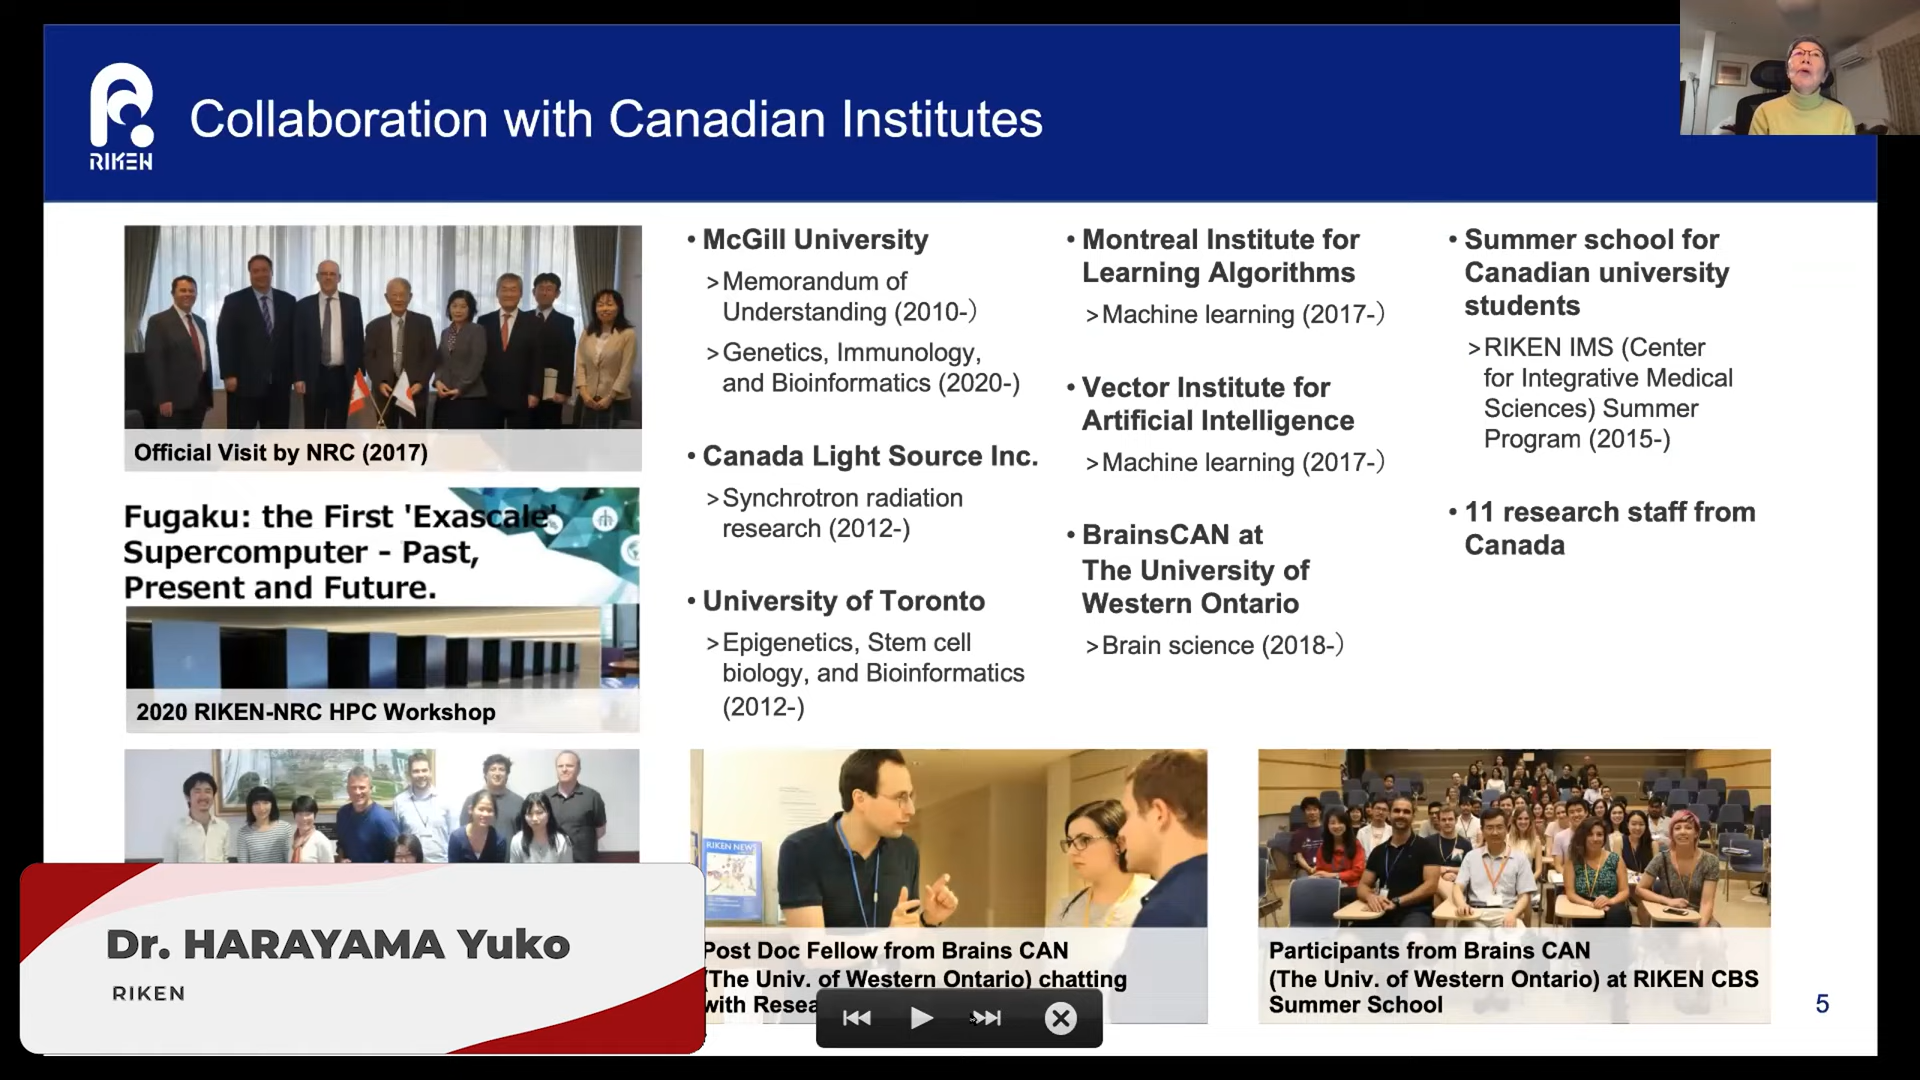 RIKEN
Collaboration with Canadian Institutes
Official Visit by NRC (2017)
Fugaku: the First 'Exascale'
Supercomputer - Past,
Present and Future.
2020 RIKEN-NRC HPC Workshop
• McGill University
>Memorandum of
Understanding (2010-)
>Genetics, Immunology,
and Bioinformatics (2020-)
• Canada Light Source Inc.
>Synchrotron radiation
research (2012-)
• University of Toronto
>Epigenetics, Stem cell
biology, and Bioinformatics
(2012-)
• Montreal Institute for
Learning Algorithms
>Machine learning (2017-)
• Vector Institute for
Artificial Intelligence
>Machine learning (2017-)
• BrainsCAN at
The University of
Western Ontario
>Brain science (2018-)
• Summer school for
Canadian university
students
>RIKEN IMS (Center
for Integrative Medical
Sciences) Summer
Program (2015-)
• 11 research staff from
Canada
RIKEN NEWS
Post Doc Fellow from Brains CAN
(The Univ. of Western Ontario) chatting
with
Participants from Brains CAN
(The Univ. of Western Ontario) at RIKEN CBS
Summer School
5
Dr. HARAYAMA Yuko
RIKEN